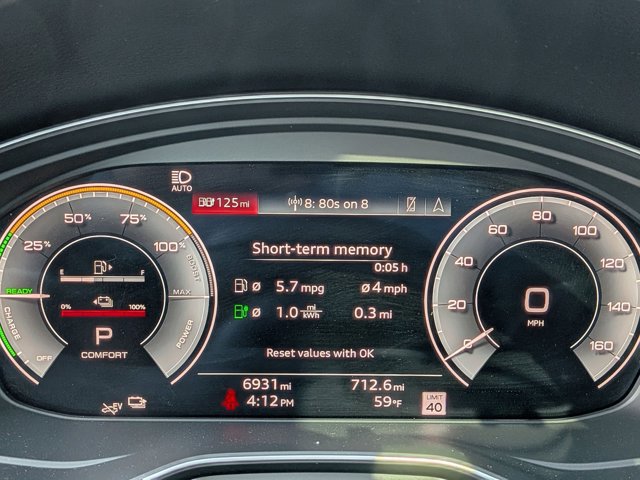 AUTO
125 mi
8: 80s on 8
Short-term memory
0:05 h
ø 5.7 mpg ø 4 mph
ø 1.0 mi/kWh 0.3 mi
Reset values with OK
6931 mi 712.6 mi
4:12 PM 59°F
LIMIT
40
25% 50% 75% 100%
BOOST
MAX
POWER
READY
CHARGE
OFF
E F
0% 100%
P
COMFORT
EV
0 20 40 60 80 100 120 140 160
0
MPH